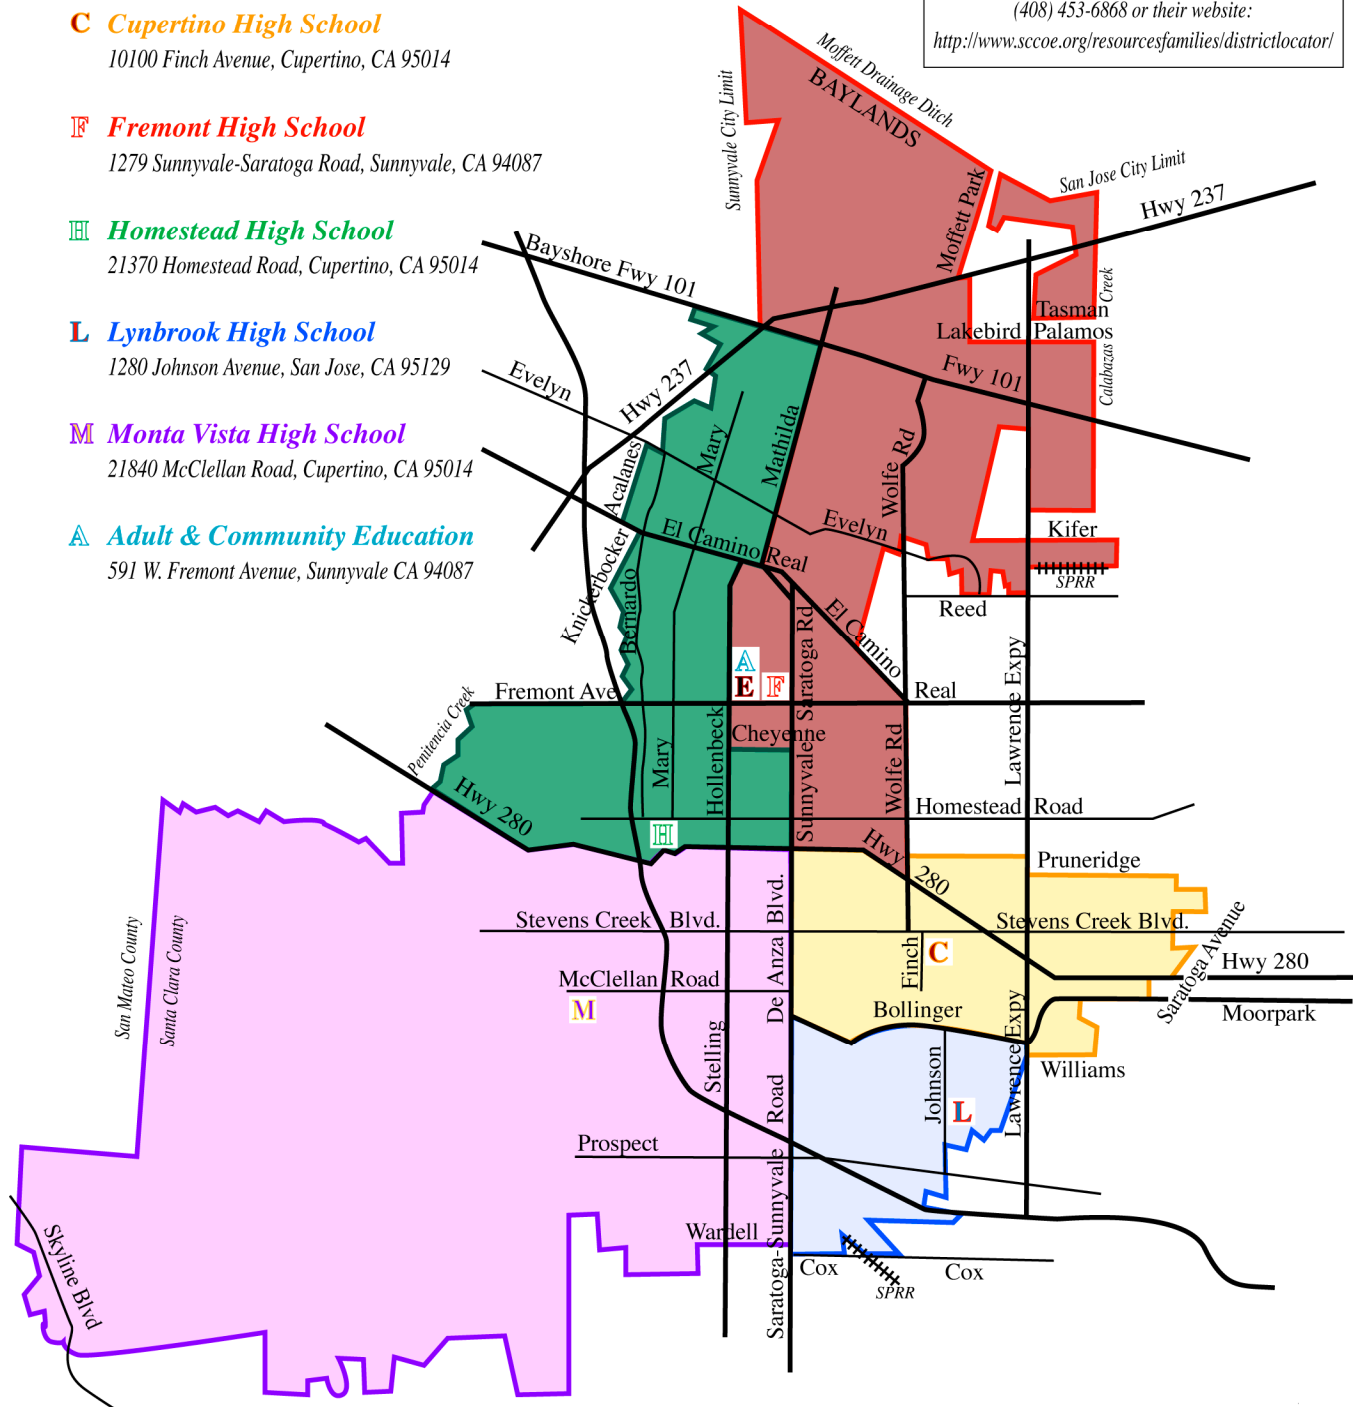 C Cupertino High School
10100 Finch Avenue, Cupertino, CA 95014
F Fremont High School
1279 Sunnyvale-Saratoga Road, Sunnyvale, CA 94087
H Homestead High School
21370 Homestead Road, Cupertino, CA 95014
L Lynbrook High School
1280 Johnson Avenue, San Jose, CA 95129
M Monta Vista High School
21840 McClellan Road, Cupertino, CA 95014
A Adult & Community Education
591 W. Fremont Avenue, Sunnyvale CA 94087
(408) 453-6868 or their website:
http://www.sccoe.org/resourcesfamilies/districtlocator/
Moffett Drainage Ditch
BAYLANDS
Sunnyvale City Limit
Moffett Park
San Jose City Limit
Hwy 237
Bayshore Fwy 101
Tasman
Creek
Lakebird
Palamos
Calabazas
Fwy 101
Evelyn
Hwy 237
Mary
Mathilda
Wolfe Rd
Acalanes
Evelyn
El Camino Real
Kifer
SPRR
Reed
Knickerbocker
Bernardo
El Camino
Real
Saratoga Rd
Sunnyvale
A
E
F
Lawrence Expy
Fremont Ave
Penitencia Creek
Cheyenne
Hollenbeck
Mary
Wolfe Rd
Hwy 280
Homestead Road
H
Hwy 280
Pruneridge
De Anza Blvd.
Stevens Creek Blvd.
Stevens Creek Blvd.
Saratoga Avenue
San Mateo County
Santa Clara County
Finch
C
Hwy 280
McClellan Road
M
Bollinger
Moorpark
Stelling
Johnson
Lawrence Expy
Williams
L
Prospect
Saratoga-Sunnyvale Road
Wardell
Skyline Blvd
Cox
Cox
SPRR